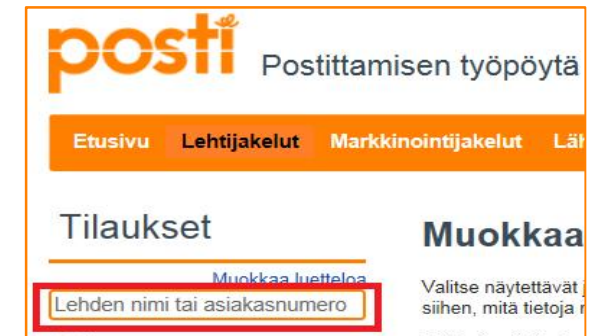 posti Postittamisen työpöytä
Etusivu Lehtijakelut Markkinointijakelut
Tilaukset
Muokkaa luetteloa
Lehden nimi tai asiakasnumero
Muokkaa
Valitse näytettävät
siihen, mitä tietoja